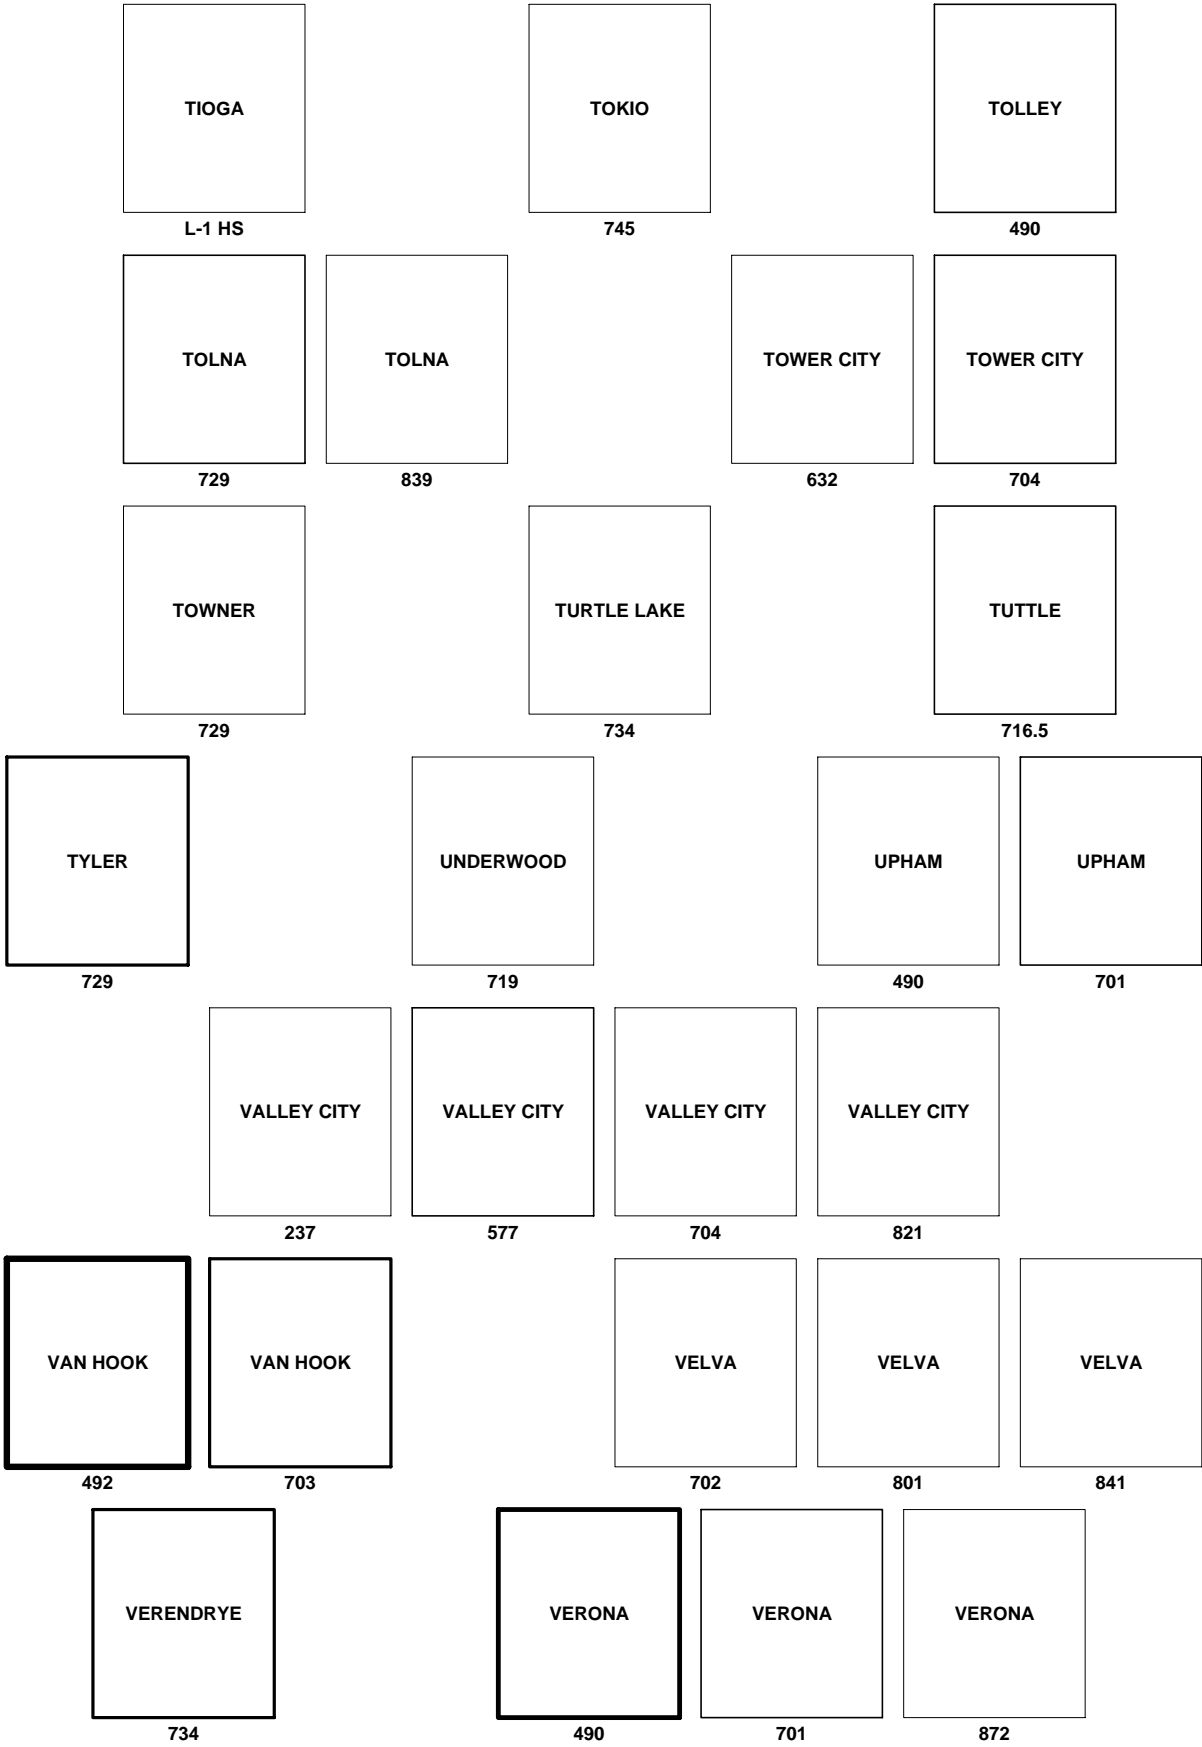 TIOGA TOKIO TOLLEY
L-1 HS 745 490
TOLNA TOLNA TOWER CITY TOWER CITY
729 839 632 704
TOWNER TURTLE LAKE TUTTLE
729 734 716.5
TYLER UNDERWOOD UPHAM UPHAM
729 719 490 701
VALLEY CITY VALLEY CITY VALLEY CITY VALLEY CITY
237 577 704 821
VAN HOOK VAN HOOK VELVA VELVA VELVA
492 703 702 801 841
VERENDRYE VERONA VERONA VERONA
734 490 701 872